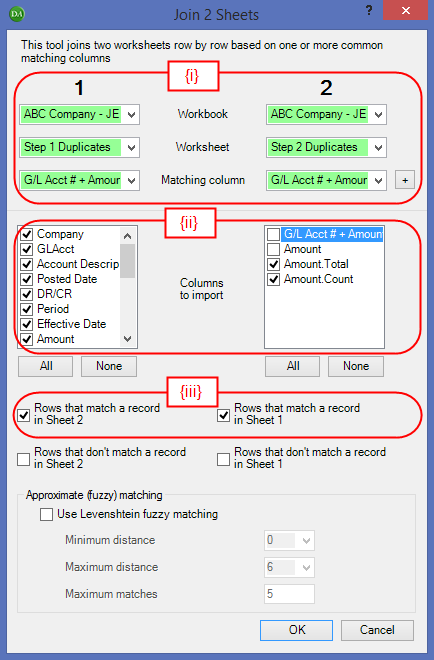 DA
Join 2 Sheets
?
This tool joins two worksheets row by row based on one or more common
matching columns
{i}
1
2
ABC Company - JE
Workbook
ABC Company - JE
Step 1 Duplicates
Worksheet
Step 2 Duplicates
G/L Acct # + Amour
Matching column
G/L Acct # + Amour
+
{ii}
Company
GLAcct
Account Descrip
Posted Date
DR/CR
Period
Effective Date
Amount
Columns
to import
G/L Acct # + Amoun
Amount
Amount.Total
Amount.Count
All
None
All
None
{iii}
Rows that match a record
in Sheet 2
Rows that match a record
in Sheet 1
Rows that don't match a record
in Sheet 2
Rows that don't match a record
in Sheet 1
Approximate (fuzzy) matching
Use Levenshtein fuzzy matching
Minimum distance
0
Maximum distance
6
Maximum matches
5
OK
Cancel